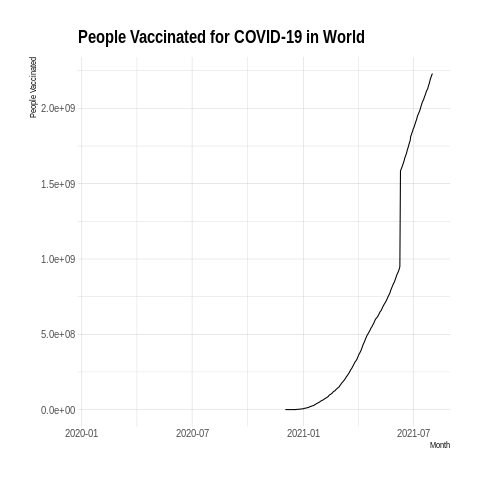 People Vaccinated for COVID-19 in World
People Vaccinated
2.0e+09
1.5e+09
1.0e+09
5.0e+08
0.0e+00
2020-01 2020-07 2021-01 2021-07
Month